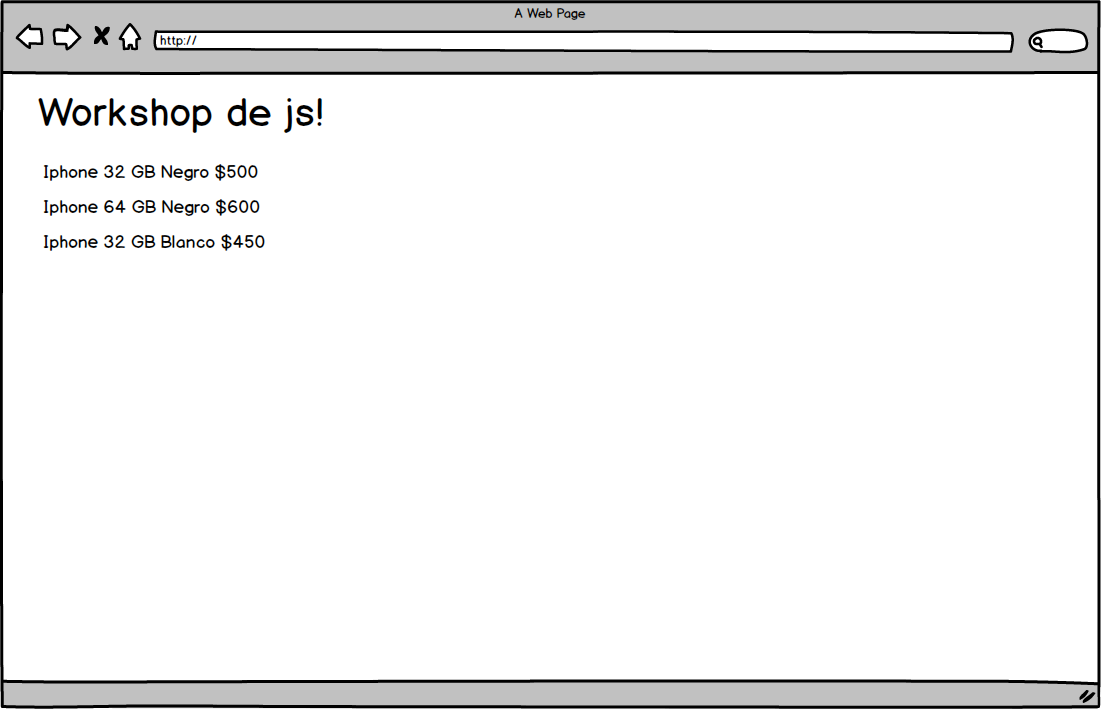 A Web Page
http://
Workshop de js!
Iphone 32 GB Negro $500
Iphone 64 GB Negro $600
Iphone 32 GB Blanco $450